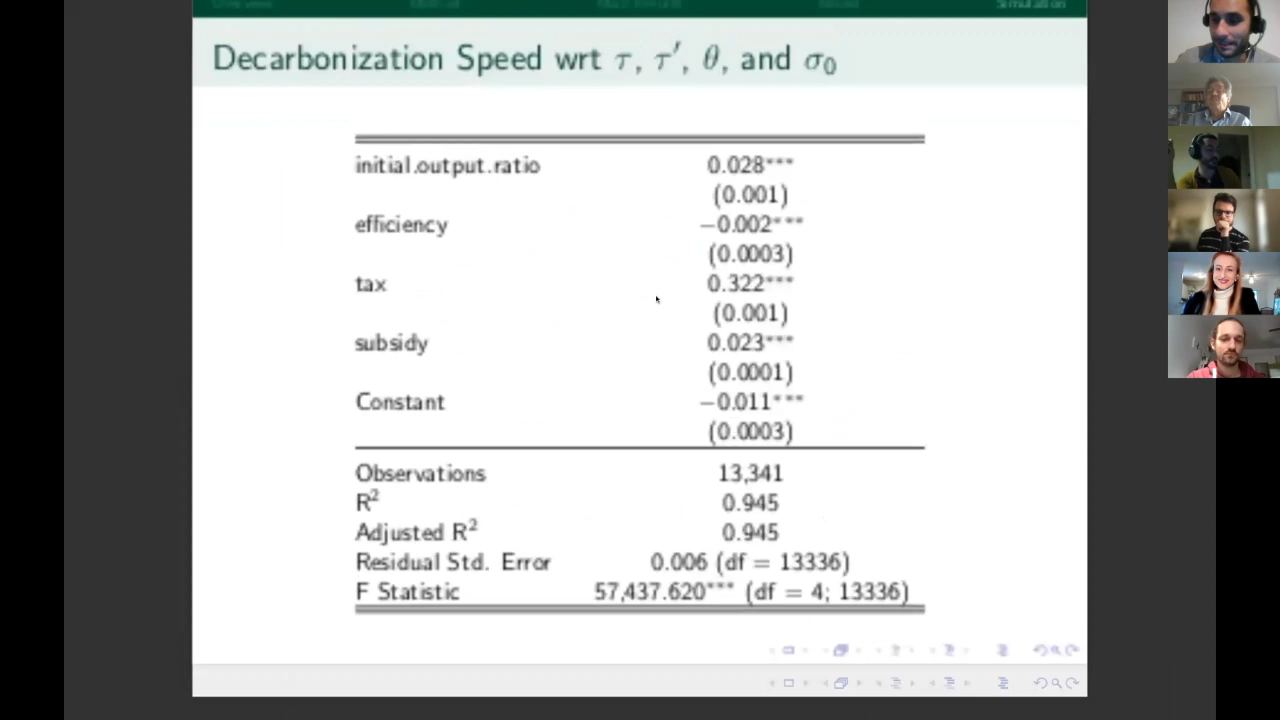 Simulation
Decarbonization Speed wrt τ, τ′, θ, and σ₀
initial.output.ratio 0.028***
(0.001)
efficiency −0.002***
(0.0003)
tax 0.322***
(0.001)
subsidy 0.023***
(0.0001)
Constant −0.011***
(0.0003)
Observations 13,341
R² 0.945
Adjusted R² 0.945
Residual Std. Error 0.006 (df = 13336)
F Statistic 57,437.620*** (df = 4; 13336)